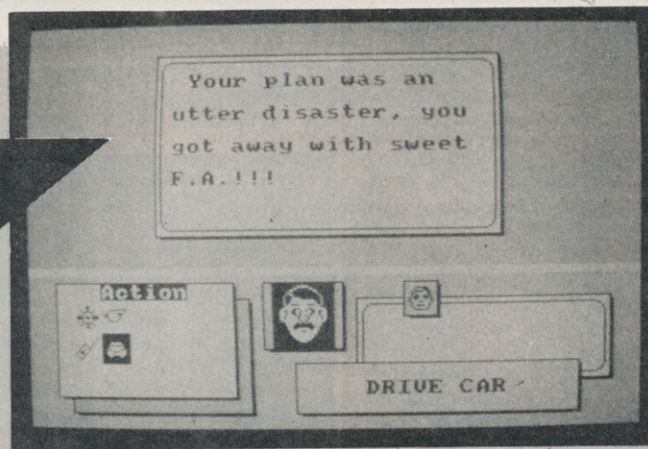 Your plan was an
utter disaster, you
got away with sweet
F.A.!!!
Action
DRIVE CAR